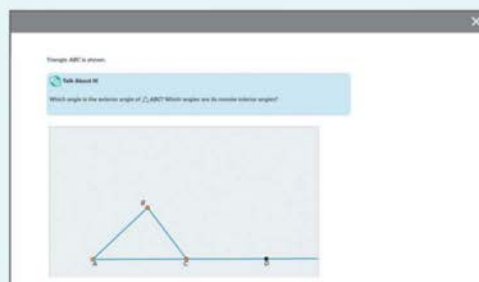 Triangle ABC is shown.
Talk About It!
Which angle is the exterior angle of △ABC? Which angles are its remote interior angles?
B
A
C
D